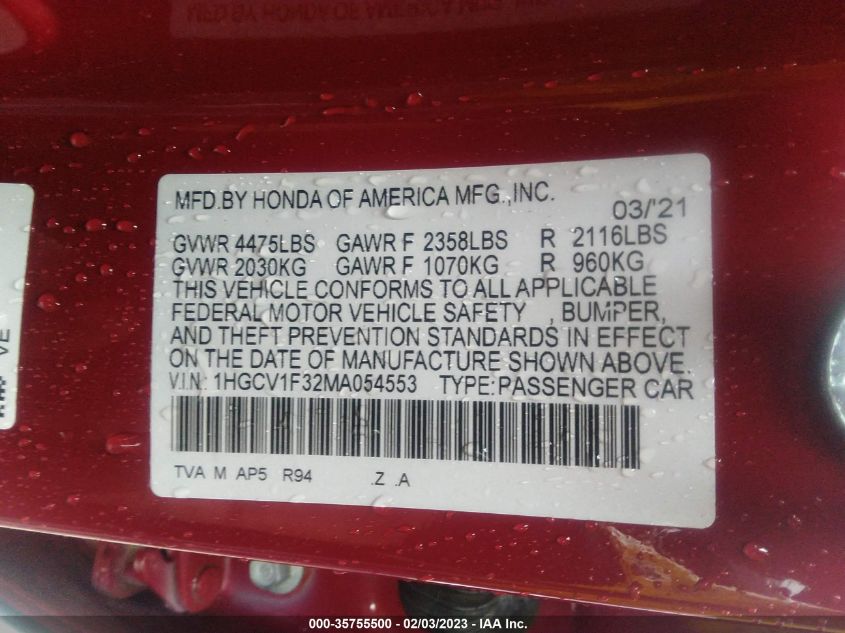 MFD.BY HONDA OF AMERICA MFG.,INC.
03/'21
GVWR 4475LBS GAWR F 2358LBS R 2116LBS
GVWR 2030KG GAWR F 1070KG R 960KG
THIS VEHICLE CONFORMS TO ALL APPLICABLE
FEDERAL MOTOR VEHICLE SAFETY , BUMPER,
AND THEFT PREVENTION STANDARDS IN EFFECT
ON THE DATE OF MANUFACTURE SHOWN ABOVE.
V.I.N: 1HGCV1F32MA054553 TYPE:PASSENGER CAR
TVA M AP5 R94 .Z .A
VE
000-35755500 - 02/03/2023 - IAA Inc.